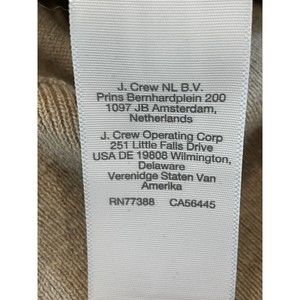 J. Crew NL B.V.
Prins Bernhardplein 200
1097 JB Amsterdam,
Netherlands
J. Crew Operating Corp
251 Little Falls Drive
USA DE 19808 Wilmington,
Delaware
Verenidge Staten Van
Amerika
RN77388 CA56445